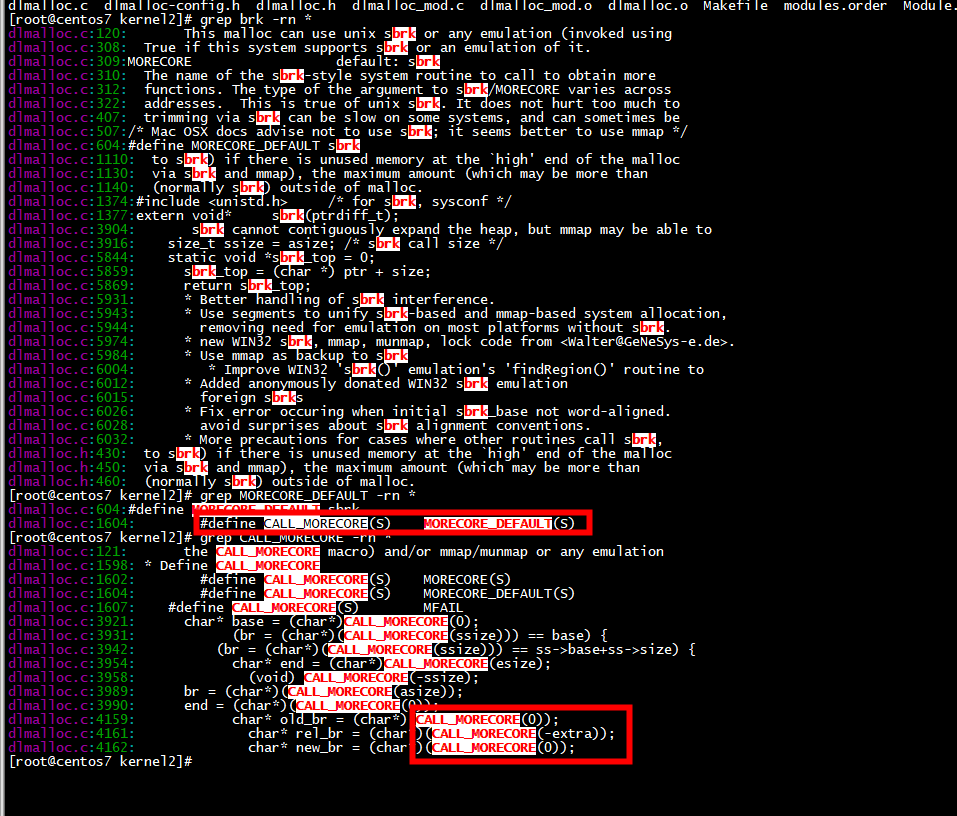 dlmalloc.c  dlmalloc-config.h  dlmalloc.h  dlmalloc_mod.c  dlmalloc_mod.o  dlmalloc.o  Makefile  modules.order  Module.
[root@centos7 kernel2]# grep brk -rn *
dlmalloc.c:120:      This malloc can use unix sbrk or any emulation (invoked using
dlmalloc.c:308:  True if this system supports sbrk or an emulation of it.
dlmalloc.c:309:MORECORE                  default: sbrk
dlmalloc.c:310:  The name of the sbrk-style system routine to call to obtain more
dlmalloc.c:312:  functions. The type of the argument to sbrk/MORECORE varies across
dlmalloc.c:322:  addresses.  This is true of unix sbrk. It does not hurt too much to
dlmalloc.c:407:  trimming via sbrk can be slow on some systems, and can sometimes be
dlmalloc.c:507:/* Mac OSX docs advise not to use sbrk; it seems better to use mmap */
dlmalloc.c:604:#define MORECORE_DEFAULT sbrk
dlmalloc.c:1110:  to sbrk) if there is unused memory at the `high' end of the malloc
dlmalloc.c:1130:  via sbrk and mmap), the maximum amount (which may be more than
dlmalloc.c:1140:  (normally sbrk) outside of malloc.
dlmalloc.c:1374:#include <unistd.h>     /* for sbrk, sysconf */
dlmalloc.c:1377:extern void*     sbrk(ptrdiff_t);
dlmalloc.c:3904:       sbrk cannot contiguously expand the heap, but mmap may be able to
dlmalloc.c:3916:    size_t ssize = asize; /* sbrk call size */
dlmalloc.c:5844:    static void *sbrk_top = 0;
dlmalloc.c:5859:      sbrk_top = (char *) ptr + size;
dlmalloc.c:5869:      return sbrk_top;
dlmalloc.c:5931:      * Better handling of sbrk interference.
dlmalloc.c:5943:      * Use segments to unify sbrk-based and mmap-based system allocation,
dlmalloc.c:5944:        removing need for emulation on most platforms without sbrk.
dlmalloc.c:5974:      * new WIN32 sbrk, mmap, munmap, lock code from <Walter@GeNeSys-e.de>.
dlmalloc.c:5984:      * Use mmap as backup to sbrk
dlmalloc.c:6004:         * Improve WIN32 'sbrk()' emulation's 'findRegion()' routine to
dlmalloc.c:6012:      * Added anonymously donated WIN32 sbrk emulation
dlmalloc.c:6015:        foreign sbrks
dlmalloc.c:6026:      * Fix error occuring when initial sbrk_base not word-aligned.
dlmalloc.c:6028:        avoid surprises about sbrk alignment conventions.
dlmalloc.c:6032:      * More precautions for cases where other routines call sbrk,
dlmalloc.h:430:  to sbrk) if there is unused memory at the `high' end of the malloc
dlmalloc.h:450:  via sbrk and mmap), the maximum amount (which may be more than
dlmalloc.h:460:  (normally sbrk) outside of malloc.
[root@centos7 kernel2]# grep MORECORE_DEFAULT -rn *
dlmalloc.c:604:#define MORECORE_DEFAULT sbrk
dlmalloc.c:1604:        #define CALL_MORECORE(S)    MORECORE_DEFAULT(S)
[root@centos7 kernel2]# grep CALL_MORECORE -rn *
dlmalloc.c:121:      the CALL_MORECORE macro) and/or mmap/munmap or any emulation
dlmalloc.c:1598: * Define CALL_MORECORE
dlmalloc.c:1602:        #define CALL_MORECORE(S)    MORECORE(S)
dlmalloc.c:1604:        #define CALL_MORECORE(S)    MORECORE_DEFAULT(S)
dlmalloc.c:1607:    #define CALL_MORECORE(S)        MFAIL
dlmalloc.c:3921:      char* base = (char*)CALL_MORECORE(0);
dlmalloc.c:3931:            (br = (char*)(CALL_MORECORE(ssize))) == base) {
dlmalloc.c:3942:          (br = (char*)(CALL_MORECORE(ssize))) == ss->base+ss->size) {
dlmalloc.c:3954:            char* end = (char*)CALL_MORECORE(esize);
dlmalloc.c:3958:              (void) CALL_MORECORE(-ssize);
dlmalloc.c:3989:      br = (char*)(CALL_MORECORE(asize));
dlmalloc.c:3990:      end = (char*)(CALL_MORECORE(0));
dlmalloc.c:4159:            char* old_br = (char*)(CALL_MORECORE(0));
dlmalloc.c:4161:              char* rel_br = (char*)(CALL_MORECORE(-extra));
dlmalloc.c:4162:              char* new_br = (char*)(CALL_MORECORE(0));
[root@centos7 kernel2]#